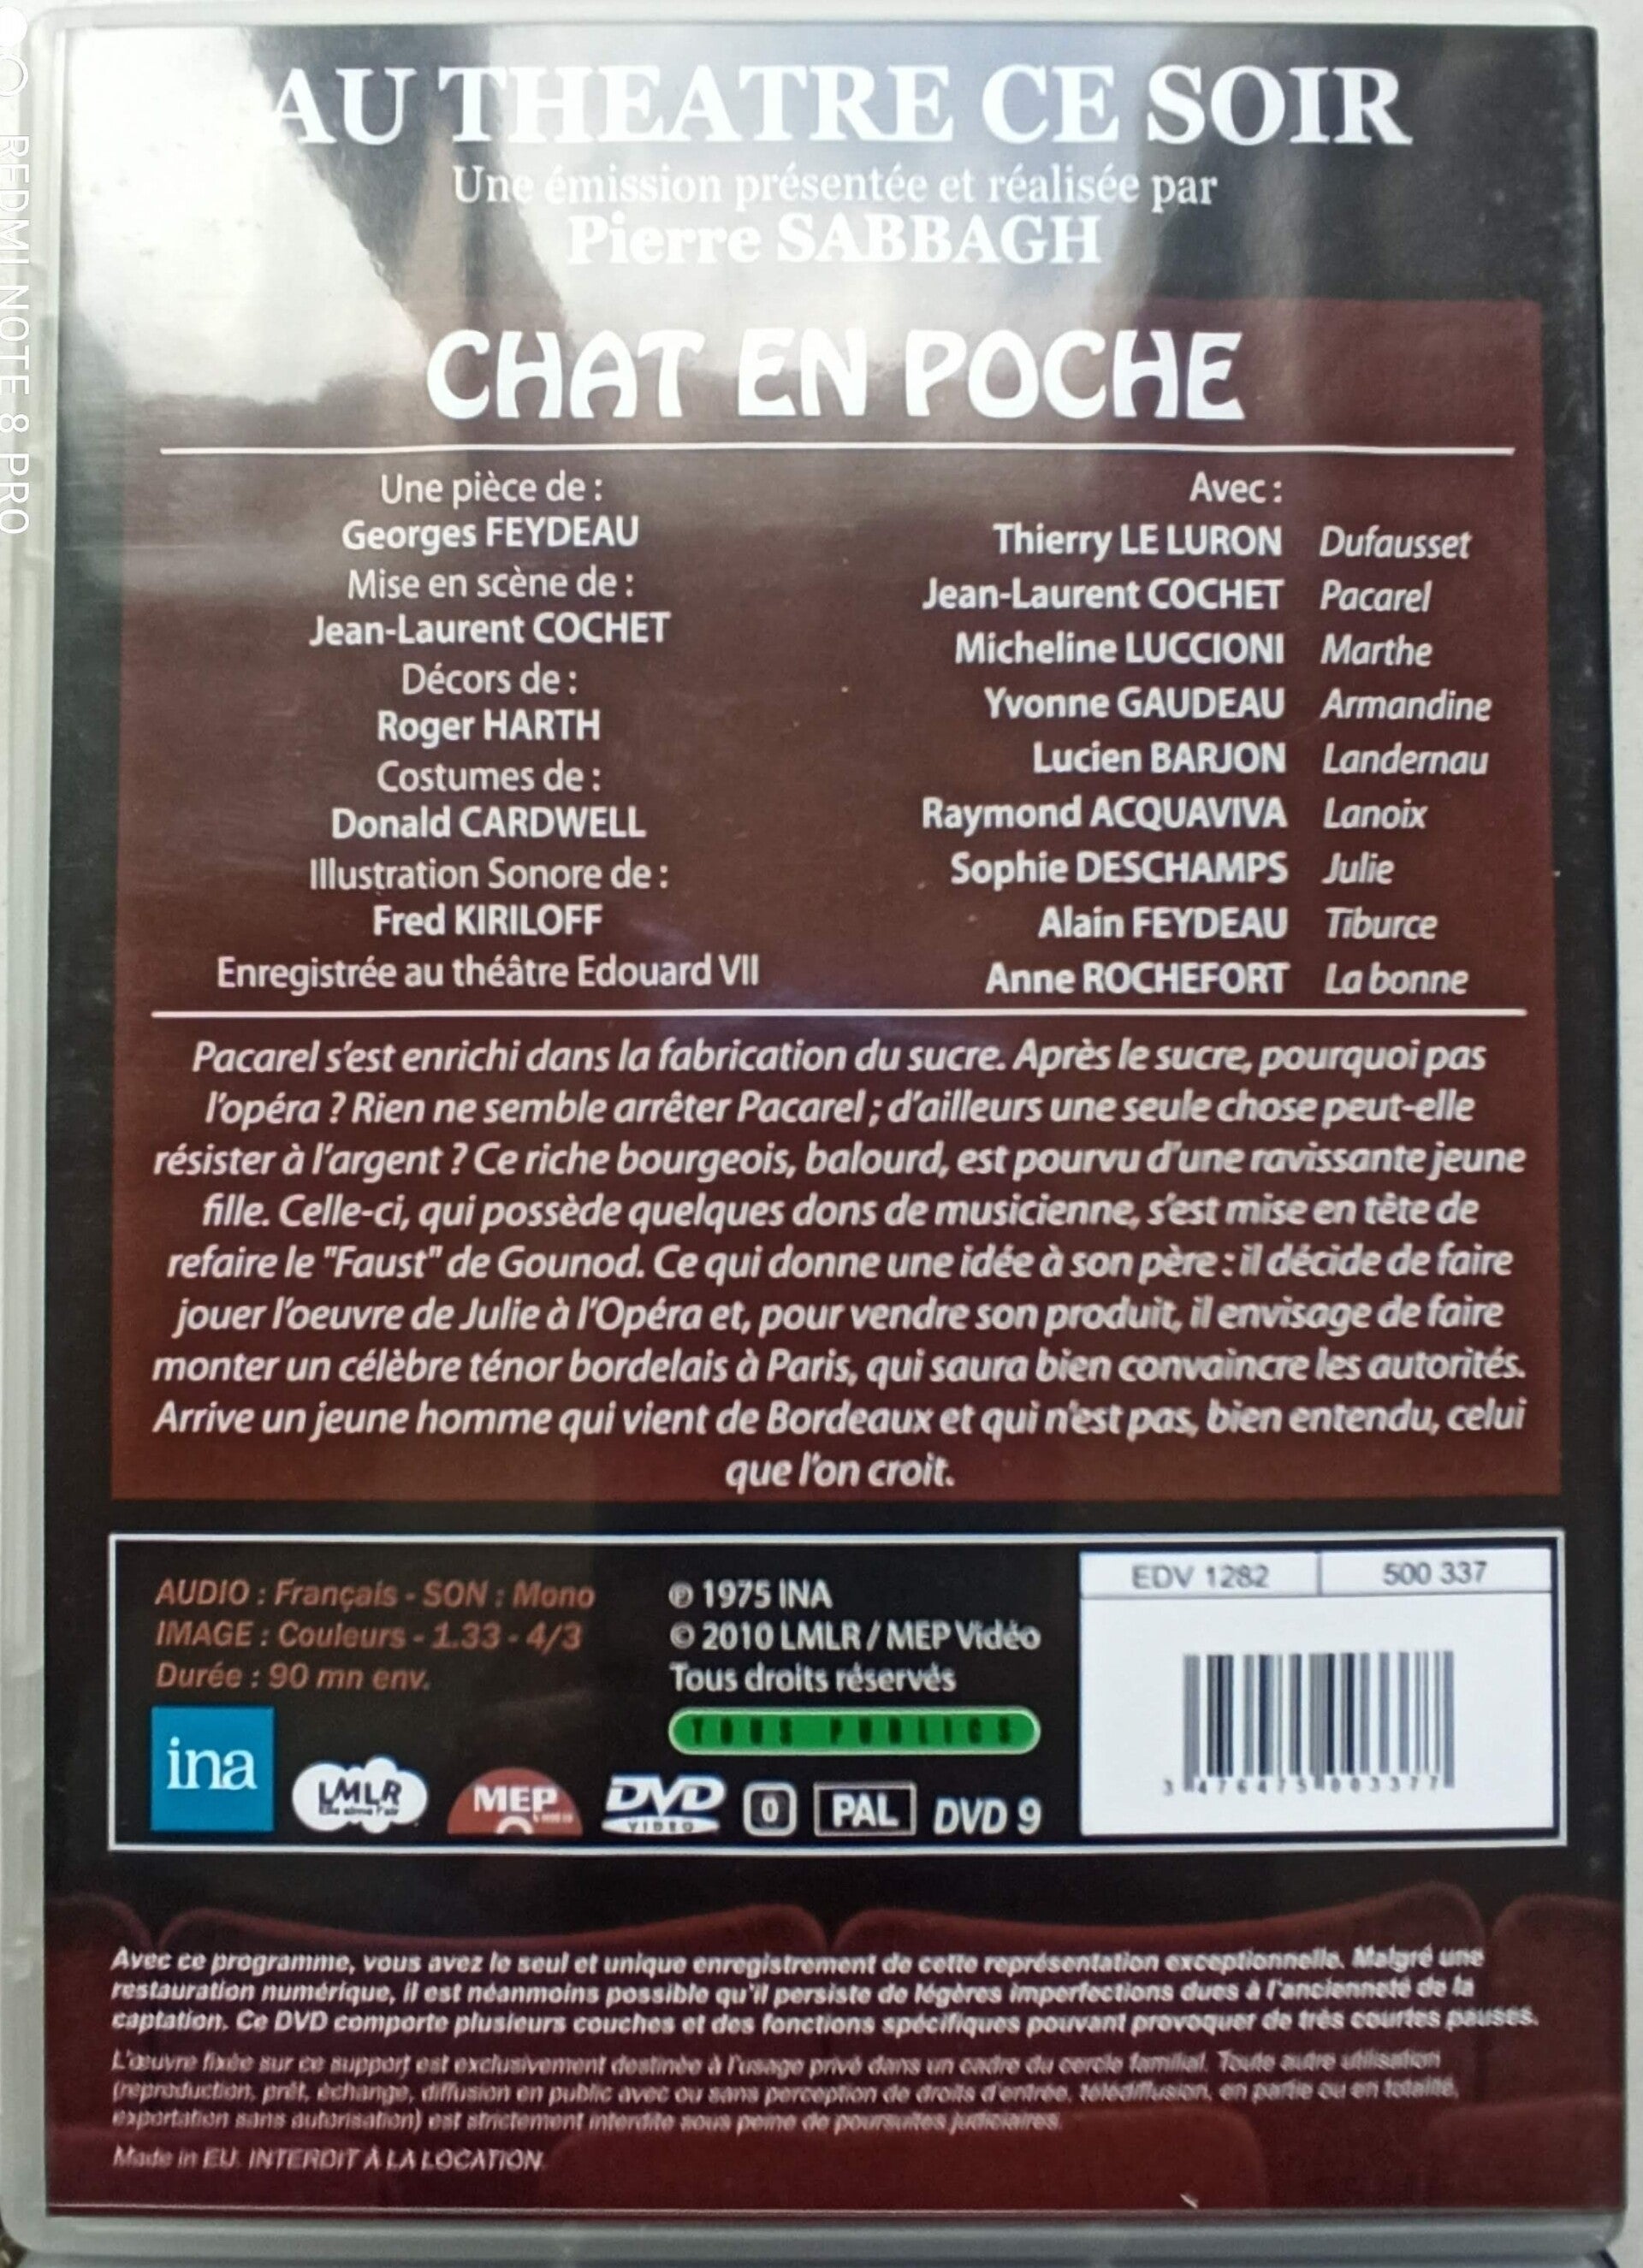 AU THEATRE CE SOIR
Une émission présentée et réalisée par
Pierre SABBAGH
CHAT EN POCHE
Une pièce de :
Georges FEYDEAU
Mise en scène de :
Jean-Laurent COCHET
Décors de :
Roger HARTH
Costumes de :
Donald CARDWELL
Illustration Sonore de :
Fred KIRILOFF
Enregistrée au théâtre Edouard VII
Avec :
Thierry LE LURON Dufausset
Jean-Laurent COCHET Pacarel
Micheline LUCCIONI Marthe
Yvonne GAUDEAU Armandine
Lucien BARJON Landernau
Raymond ACQUAVIVA Lanoix
Sophie DESCHAMPS Julie
Alain FEYDEAU Tiburce
Anne ROCHEFORT La bonne
Pacarel s'est enrichi dans la fabrication du sucre. Après le sucre, pourquoi pas
l'opéra ? Rien ne semble arrêter Pacarel ; d'ailleurs une seule chose peut-elle
résister à l'argent ? Ce riche bourgeois, balourd, est pourvu d'une ravissante jeune
fille. Celle-ci, qui possède quelques dons de musicienne, s'est mise en tête de
refaire le "Faust" de Gounod. Ce qui donne une idée à son père : il décide de faire
jouer l'oeuvre de Julie à l'Opéra et, pour vendre son produit, il envisage de faire
monter un célèbre ténor bordelais à Paris, qui saura bien convaincre les autorités.
Arrive un jeune homme qui vient de Bordeaux et qui n'est pas, bien entendu, celui
que l'on croit.
AUDIO : Français - SON : Mono
IMAGE : Couleurs - 1.33 - 4/3
Durée : 90 mn env.
℗ 1975 INA
© 2010 LMLR / MEP Vidéo
Tous droits réservés
TOUS PUBLICS
EDV 1282 500 337
3 476475 003377
ina
LMLR
MEP
DVD
VIDEO
0
PAL
DVD 9
Avec ce programme, vous avez le seul et unique enregistrement de cette représentation exceptionnelle. Malgré une
restauration numérique, il est néanmoins possible qu'il persiste de légères imperfections dues à l'ancienneté de la
captation. Ce DVD comporte plusieurs couches et des fonctions spécifiques pouvant provoquer de très courtes pauses.
L'œuvre fixée sur ce support est exclusivement destinée à l'usage privé dans un cadre du cercle familial. Toute autre utilisation
(reproduction, prêt, échange, diffusion en public avec ou sans perception de droits d'entrée, télédiffusion, en partie ou en totalité,
exportation sans autorisation) est strictement interdite sous peine de poursuites judiciaires.
Made in EU. INTERDIT À LA LOCATION.
REDMI NOTE 8 PRO